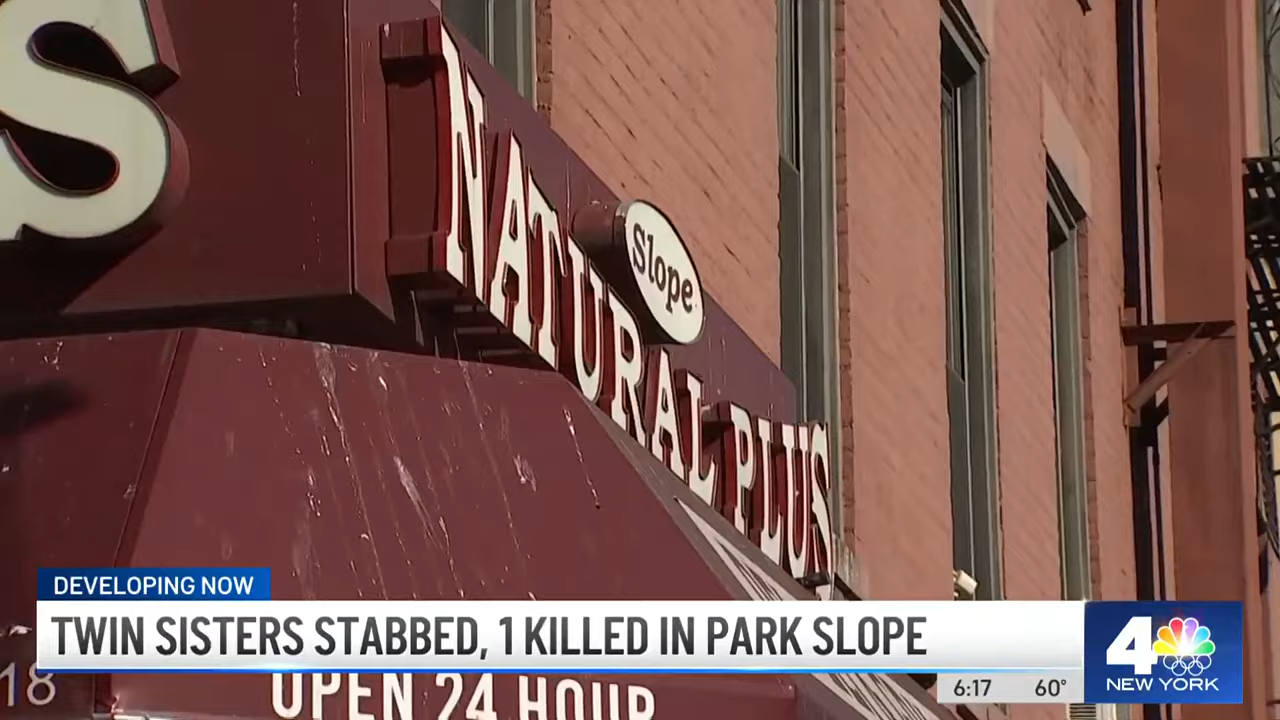 S
NATURAL PLUS
Slope
DEVELOPING NOW
TWIN SISTERS STABBED, 1 KILLED IN PARK SLOPE
4
NEW YORK
18
OPEN 24 HOUR
6:17 60°